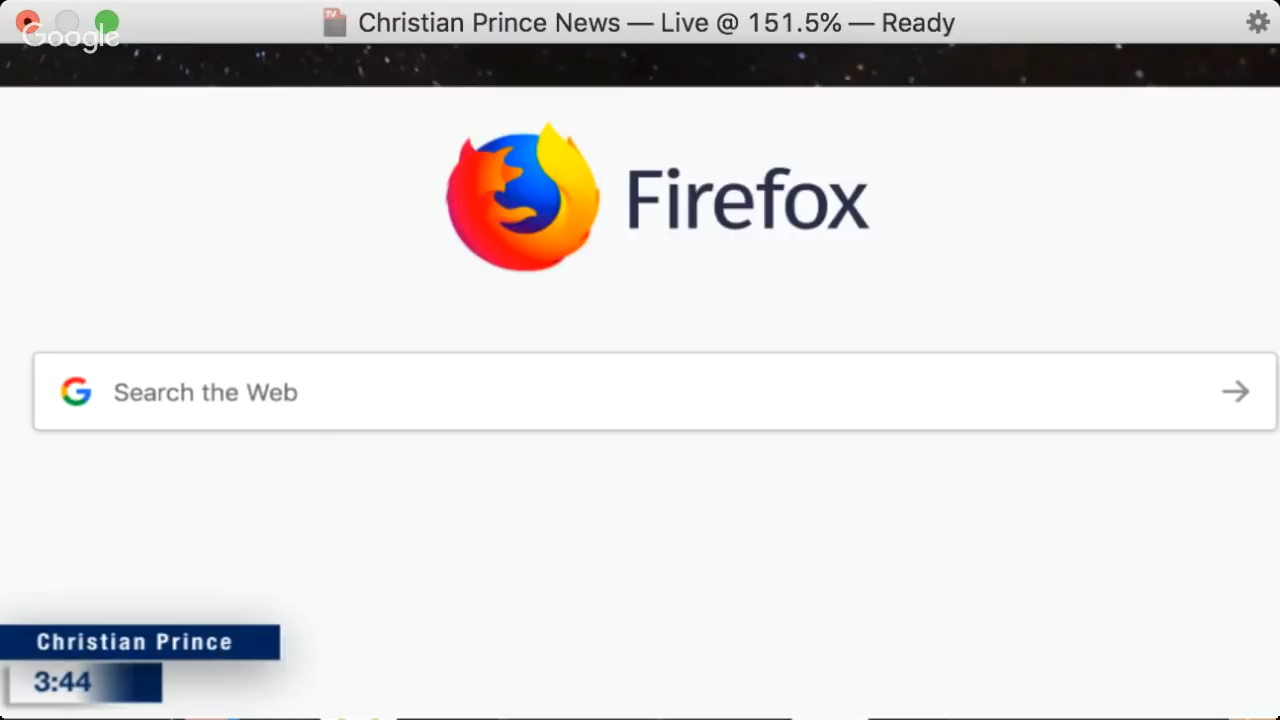 Christian Prince News — Live @ 151.5% — Ready
Google
Firefox
Search the Web
Christian Prince
3:44